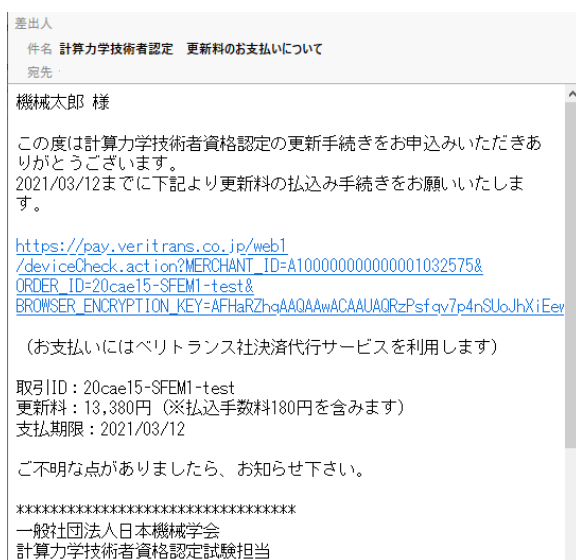 差出人
件名 計算力学技術者認定　更新料のお支払いについて
宛先
機械太郎 様
この度は計算力学技術者資格認定の更新手続きをお申込みいただきあ
りがとうございます。
2021/03/12までに下記より更新料の払込み手続きをお願いいたしま
す。
https://pay.veritrans.co.jp/web1
/deviceCheck.action?MERCHANT_ID=A100000000000001032575&
ORDER_ID=20cae15-SFEM1-test&
BROWSER_ENCRYPTION_KEY=AFHaRZhqAAQAAwACAAUAQRzPsfqv7p4nSUoJhXiEew
（お支払いにはベリトランス社決済代行サービスを利用します）
取引ID：20cae15-SFEM1-test
更新料：13,380円（※払込手数料180円を含みます）
支払期限：2021/03/12
ご不明な点がありましたら、お知らせ下さい。
*********************************
一般社団法人日本機械学会
計算力学技術者資格認定試験担当